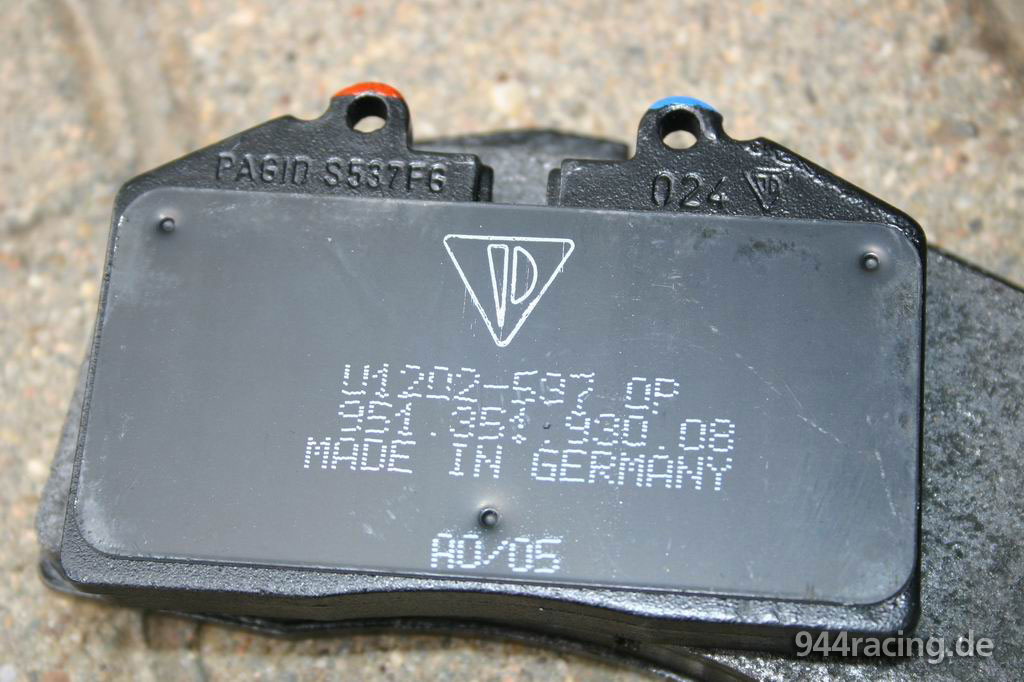 PAGID S537FG
024
U1202-537 OP
951.351.930.08
MADE IN GERMANY
A0/05
944racing.de